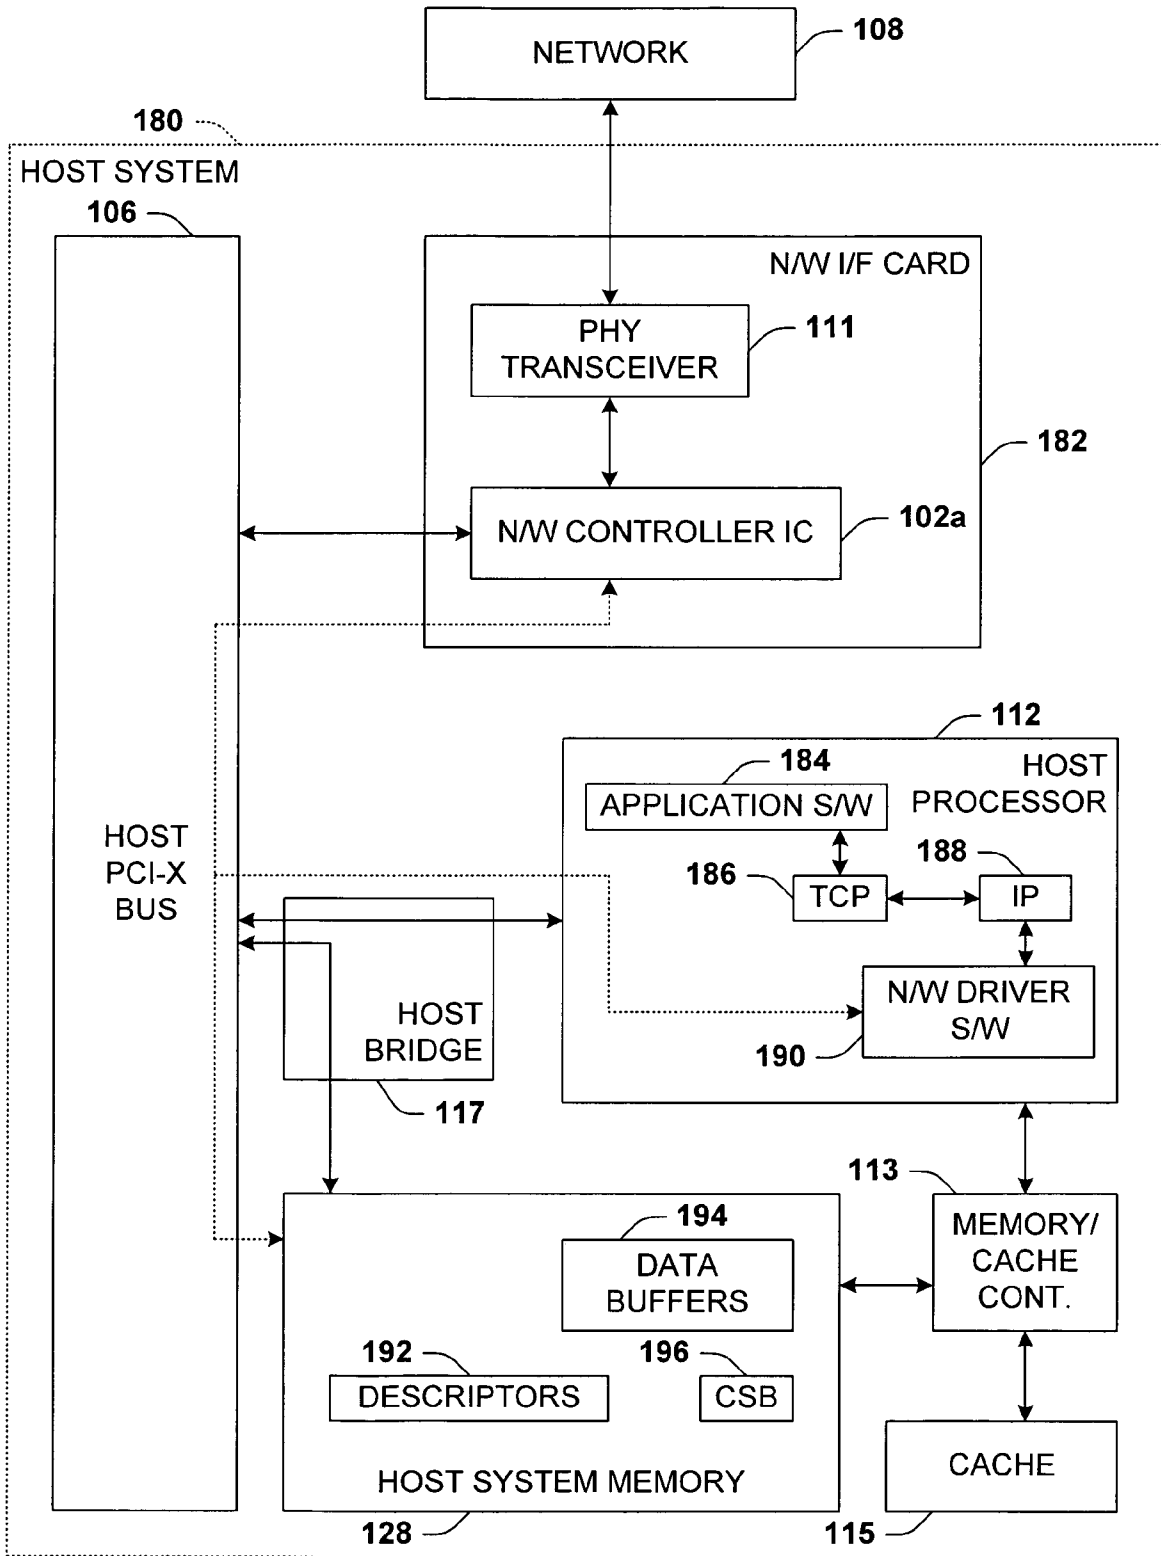 NETWORK
108
180
HOST SYSTEM
106
N/W I/F CARD
PHY
TRANSCEIVER
111
182
N/W CONTROLLER IC
102a
112
184
HOST
PROCESSOR
APPLICATION S/W
188
186
TCP
IP
HOST
PCI-X
BUS
N/W DRIVER
S/W
190
HOST
BRIDGE
117
113
MEMORY/
CACHE
CONT.
194
DATA
BUFFERS
192
196
DESCRIPTORS
CSB
HOST SYSTEM MEMORY
128
CACHE
115